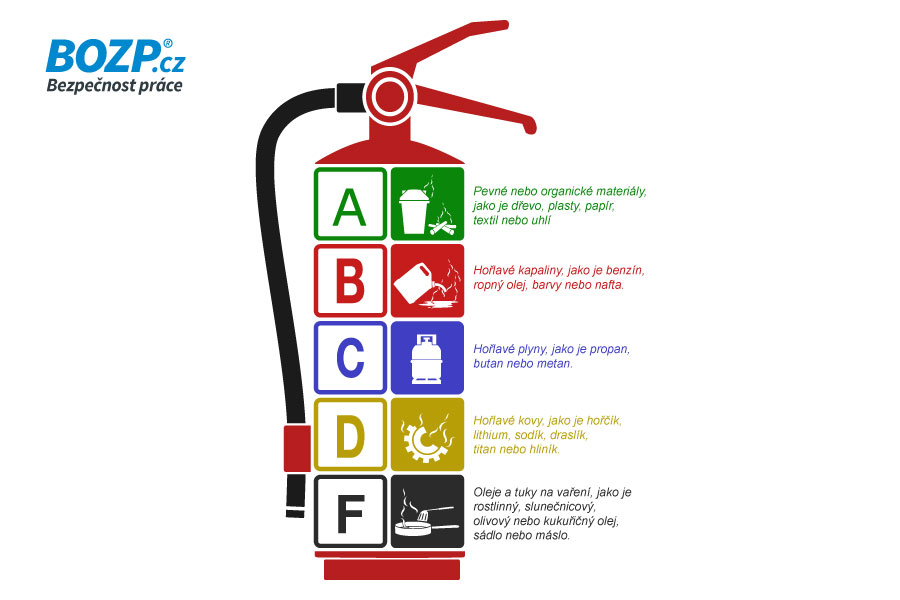 BOZP®.cz
Bezpečnost práce
A
Pevné nebo organické materiály,
jako je dřevo, plasty, papír,
textil nebo uhlí
B
Hořlavé kapaliny, jako je benzín,
ropný olej, barvy nebo nafta.
C
Hořlavé plyny, jako je propan,
butan nebo metan.
D
Hořlavé kovy, jako je hořčík,
lithium, sodík, draslík,
titan nebo hliník.
F
Oleje a tuky na vaření, jako je
rostlinný, slunečnicový,
olivový nebo kukuřičný olej,
sádlo nebo máslo.